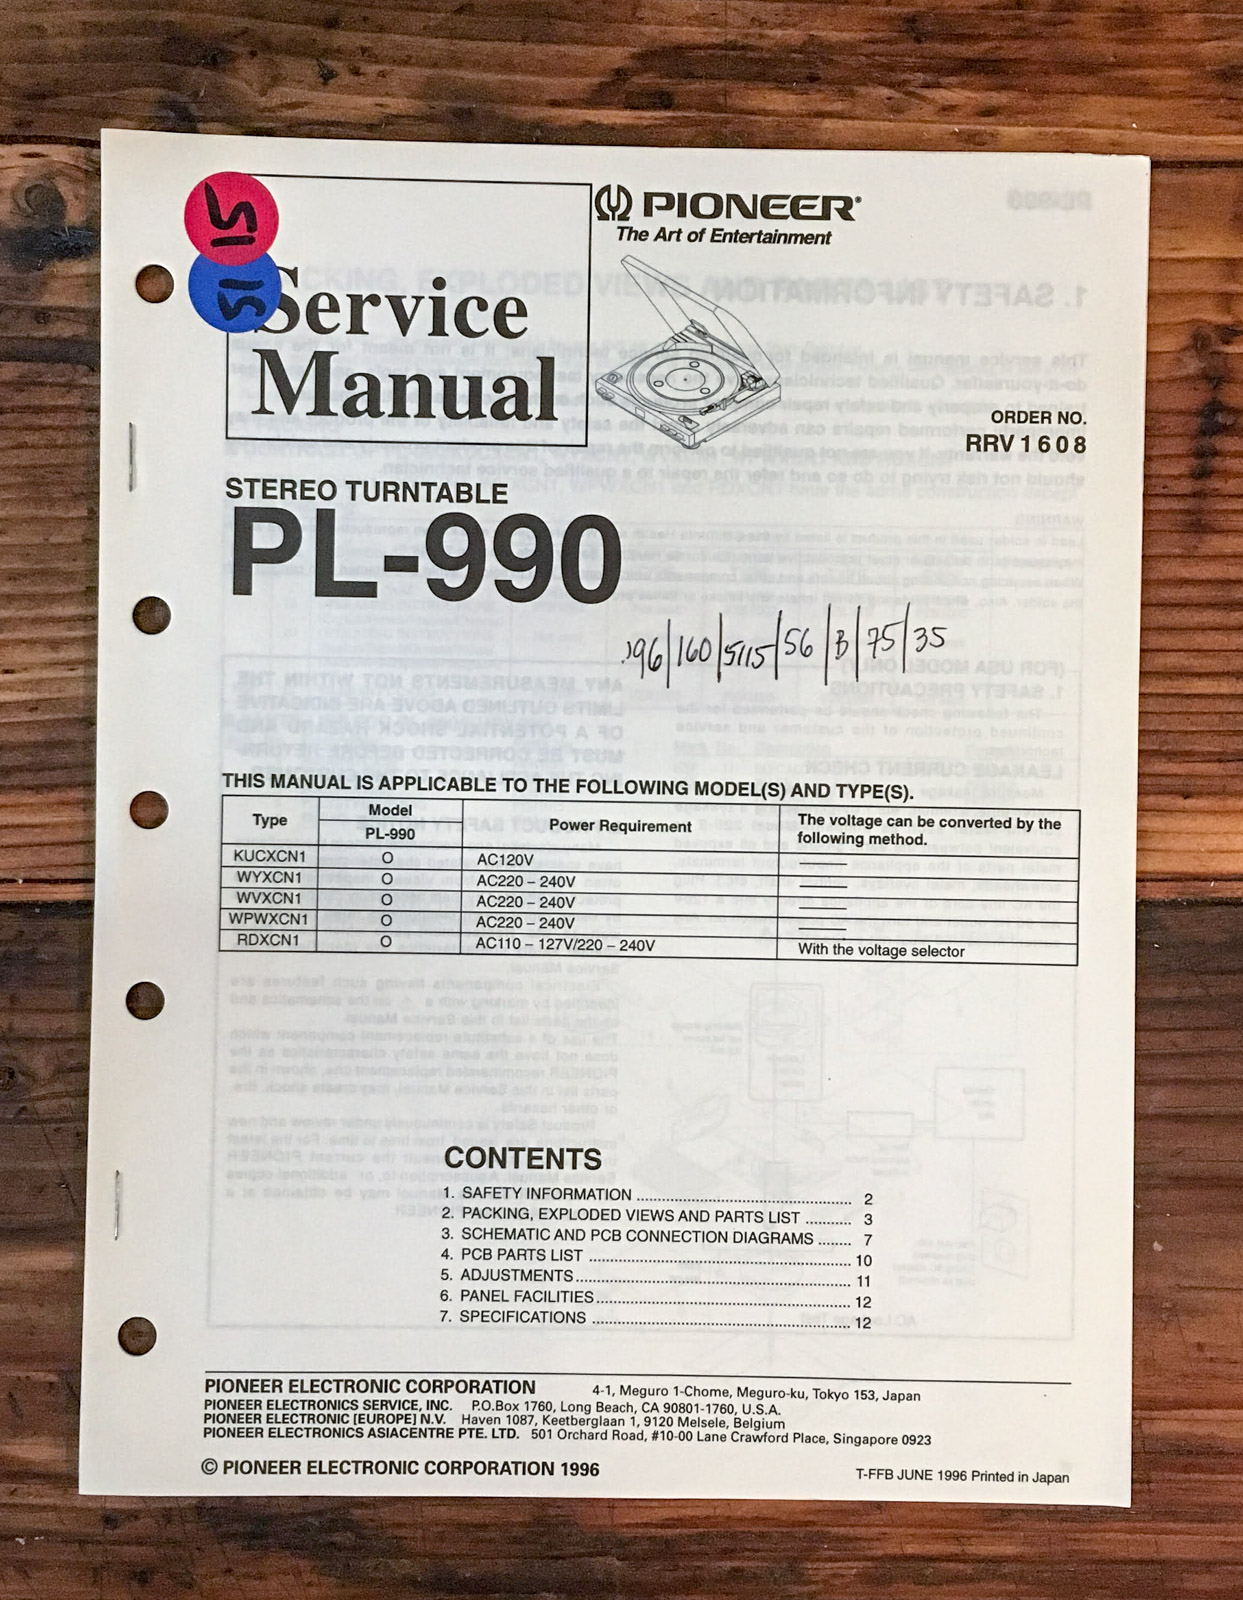 PIONEER®
The Art of Entertainment
Service
Manual
ORDER NO.
RRV1608
STEREO TURNTABLE
PL-990
'96/160/5115/56/B/75/35
THIS MANUAL IS APPLICABLE TO THE FOLLOWING MODEL(S) AND TYPE(S).
Type Model Power Requirement The voltage can be converted by the following method.
PL-990
KUCXCN1 O AC120V ———
WYXCN1 O AC220 – 240V ———
WVXCN1 O AC220 – 240V ———
WPWXCN1 O AC220 – 240V ———
RDXCN1 O AC110 – 127V/220 – 240V With the voltage selector
CONTENTS
1. SAFETY INFORMATION ........................................ 2
2. PACKING, EXPLODED VIEWS AND PARTS LIST ........... 3
3. SCHEMATIC AND PCB CONNECTION DIAGRAMS ........ 7
4. PCB PARTS LIST ................................................ 10
5. ADJUSTMENTS.................................................. 11
6. PANEL FACILITIES.............................................. 12
7. SPECIFICATIONS ............................................... 12
PIONEER ELECTRONIC CORPORATION 4-1, Meguro 1-Chome, Meguro-ku, Tokyo 153, Japan
PIONEER ELECTRONICS SERVICE, INC. P.O.Box 1760, Long Beach, CA 90801-1760, U.S.A.
PIONEER ELECTRONIC [EUROPE] N.V. Haven 1087, Keetberglaan 1, 9120 Melsele, Belgium
PIONEER ELECTRONICS ASIACENTRE PTE. LTD. 501 Orchard Road, #10-00 Lane Crawford Place, Singapore 0923
© PIONEER ELECTRONIC CORPORATION 1996
T-FFB JUNE 1996 Printed in Japan